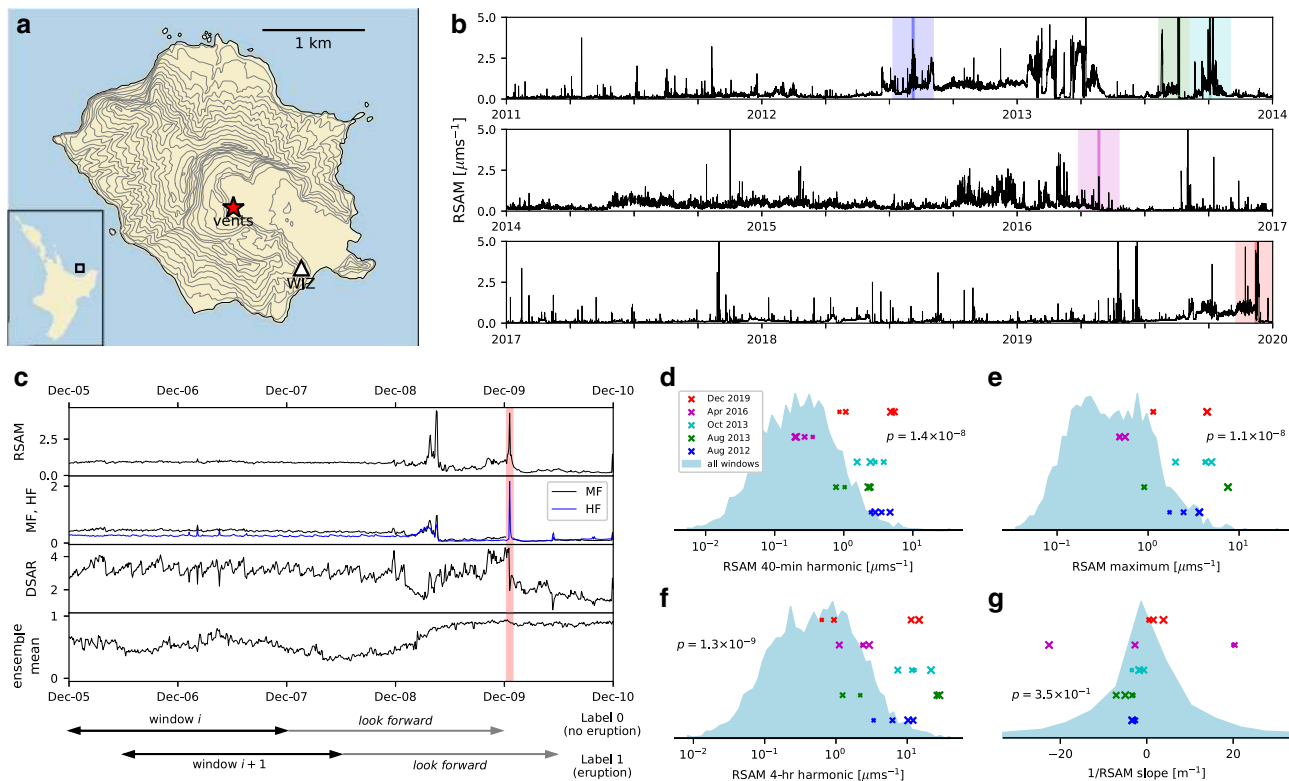 a
1 km
vents
WIZ
b
RSAM [μms⁻¹]
5.0
2.5
0.0
2011
2012
2013
2014
5.0
2.5
0.0
2014
2015
2016
2017
5.0
2.5
0.0
2017
2018
2019
2020
c
Dec-05
Dec-06
Dec-07
Dec-08
Dec-09
Dec-10
RSAM
2.5
0.0
MF, HF
2
0
MF
HF
DSAR
4
2
ensemble
mean
1
0
Dec-05
Dec-06
Dec-07
Dec-08
Dec-09
Dec-10
window i
look forward
Label 0
(no eruption)
window i + 1
look forward
Label 1
(eruption)
d
Dec 2019
Apr 2016
Oct 2013
Aug 2013
Aug 2012
all windows
p = 1.4×10⁻⁸
10⁻²
10⁻¹
10⁰
10¹
RSAM 40-min harmonic [μms⁻¹]
e
p = 1.1×10⁻⁸
10⁻¹
10⁰
10¹
RSAM maximum [μms⁻¹]
f
p = 1.3×10⁻⁹
10⁻²
10⁻¹
10⁰
10¹
RSAM 4-hr harmonic [μms⁻¹]
g
p = 3.5×10⁻¹
−20
0
20
1/RSAM slope [m⁻¹]